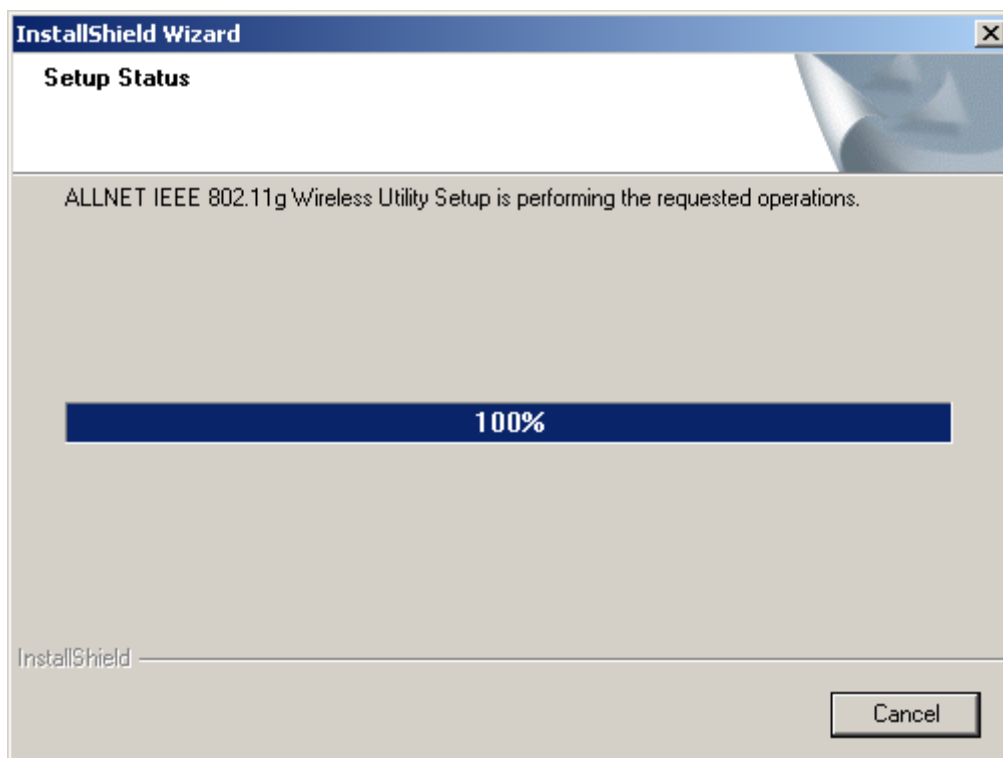 InstallShield Wizard
Setup Status
ALLNET IEEE 802.11g Wireless Utility Setup is performing the requested operations.
100%
InstallShield
Cancel